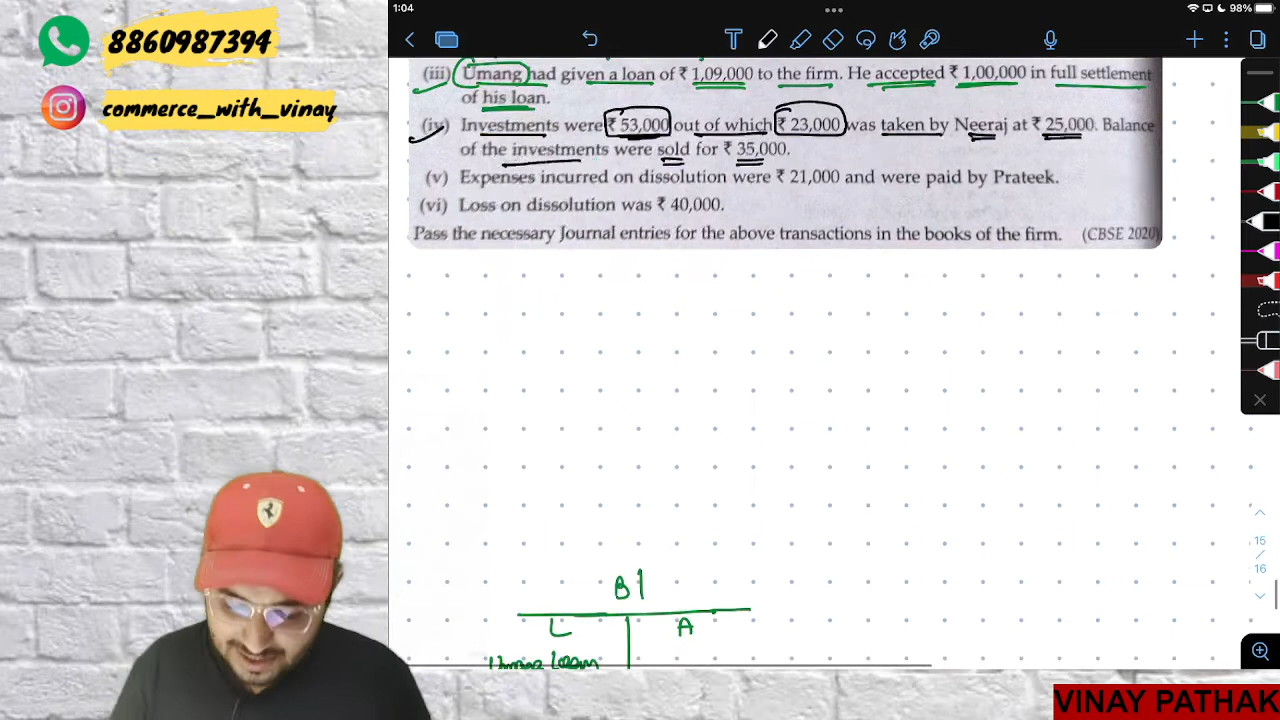 1:04
98%
8860987394
commerce_with_vinay
(iii) Umang had given a loan of ₹ 1,09,000 to the firm. He accepted ₹ 1,00,000 in full settlement
of his loan.
(iv) Investments were ₹ 53,000 out of which ₹ 23,000 was taken by Neeraj at ₹ 25,000. Balance
of the investments were sold for ₹ 35,000.
(v) Expenses incurred on dissolution were ₹ 21,000 and were paid by Prateek.
(vi) Loss on dissolution was ₹ 40,000.
Pass the necessary Journal entries for the above transactions in the books of the firm. (CBSE 2020)
15
/
16
B
L A
Loan
VINAY PATHAK